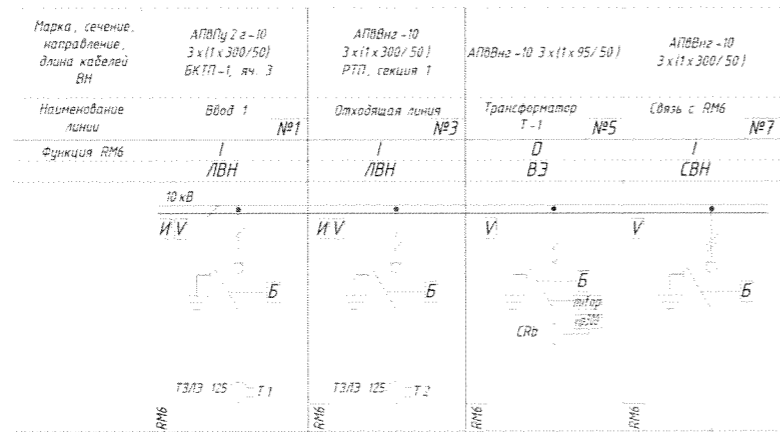 Марка, сечение,
направление,
длина кабелей
ВН
АПвПу 2 г-10
3 x(1 x 300/50)
БКТП-1, яч. 3
АПвВнг-10
3 x(1 x 300/50)
РТП, секция 1
АПвВнг-10 3 x(1 x 95/50)
АПвВнг-10
3 x(1 x 300/50)
Наименование
линии
Ввод 1
№1
Отходящая линия
№3
Трансформатор
Т-1
№5
Связь с RM6
№7
Функция RM6
I
I
D
I
ЛВН
ЛВН
ВЭ
СВН
10 кВ
И V
И V
V
V
Б
Б
Б
Б
mitop
CRb
ТЗЛЭ 125
Т 1
ТЗЛЭ 125
Т 2
RM6
RM6
RM6
RM6